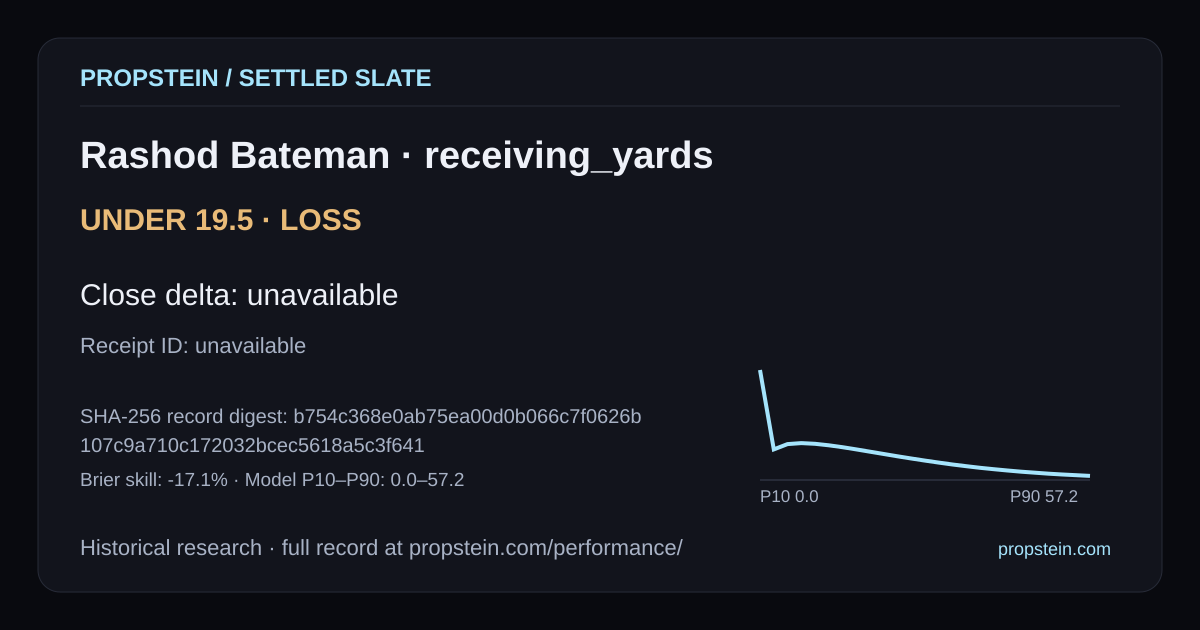 PROPSTEIN / SETTLED SLATE
Rashod Bateman · receiving_yards
UNDER 19.5 · LOSS
Close delta: unavailable
Receipt ID: unavailable
SHA-256 record digest: b754c368e0ab75ea00d0b066c7f0626b
107c9a710c172032bcec5618a5c3f641
Brier skill: -17.1% · Model P10–P90: 0.0–57.2
P10 0.0
P90 57.2
Historical research · full record at propstein.com/performance/
propstein.com